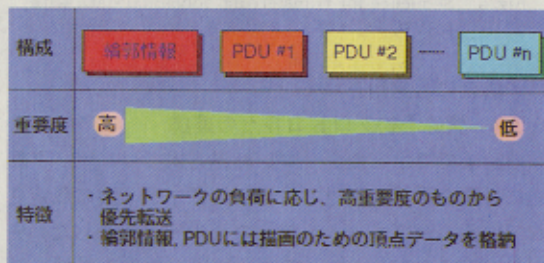 構成 輪郭情報 PDU #1 PDU #2 PDU #n
重要度 高 低
特徴
・ネットワークの負荷に応じ、高重要度のものから
優先転送
・輪郭情報, PDUには描画のための頂点データを格納